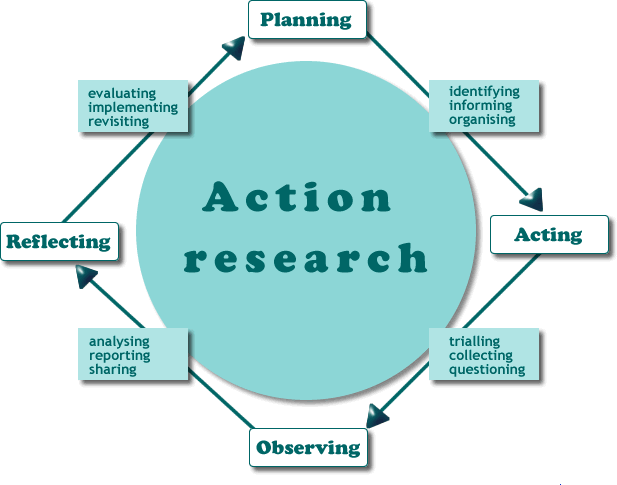 Planning
evaluating
implementing
revisiting
identifying
informing
organising
Action
research
Reflecting
Acting
analysing
reporting
sharing
trialling
collecting
questioning
Observing